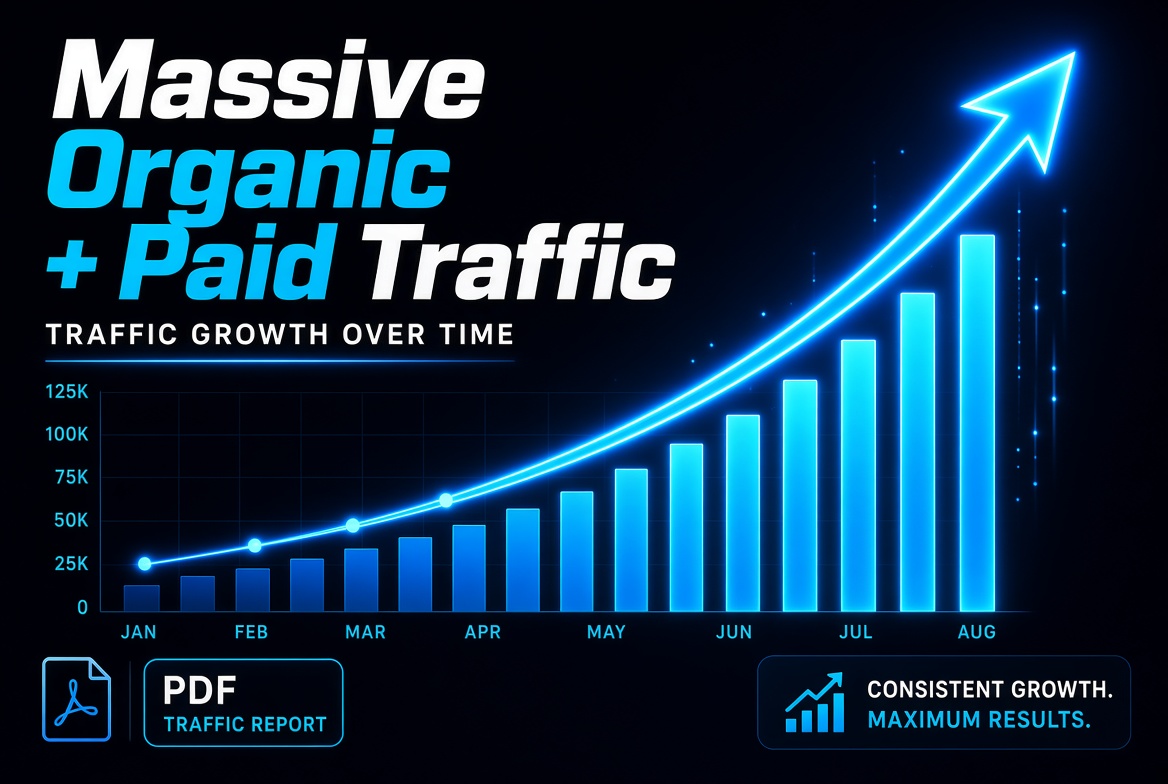 Massive
Organic
+ Paid Traffic
TRAFFIC GROWTH OVER TIME
125K
100K
75K
50K
25K
0
JAN FEB MAR APR MAY JUN JUL AUG
PDF
TRAFFIC REPORT
CONSISTENT GROWTH.
MAXIMUM RESULTS.